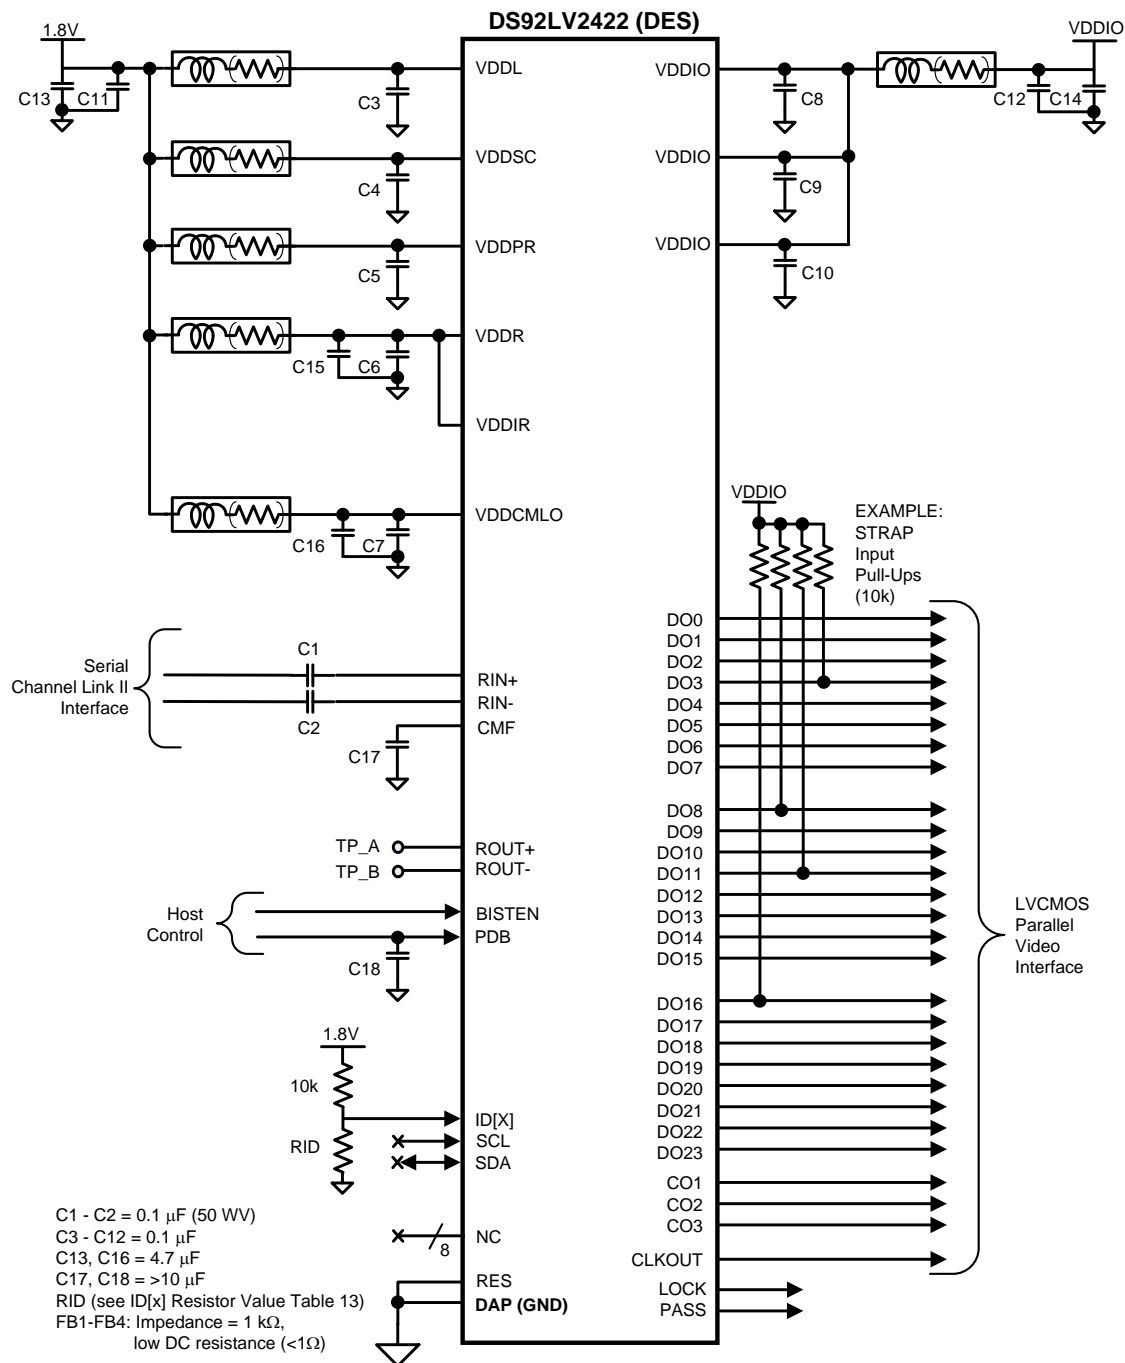 DS92LV2422 (DES)
1.8V
VDDIO
C13
C11
VDDL
C3
VDDIO
C8
C12
C14
VDDSC
C4
VDDIO
C9
VDDPR
C5
VDDIO
C10
VDDR
C15
C6
VDDIR
VDDCMLO
C16
C7
VDDIO
EXAMPLE:
STRAP
Input
Pull-Ups
(10k)
Serial
Channel Link II
Interface
C1
C2
RIN+
RIN-
CMF
C17
TP_A
TP_B
ROUT+
ROUT-
Host
Control
BISTEN
PDB
C18
1.8V
10k
RID
ID[X]
SCL
SDA
NC
8
RES
DAP (GND)
DO0
DO1
DO2
DO3
DO4
DO5
DO6
DO7
DO8
DO9
DO10
DO11
DO12
DO13
DO14
DO15
DO16
DO17
DO18
DO19
DO20
DO21
DO22
DO23
CO1
CO2
CO3
CLKOUT
LOCK
PASS
LVCMOS
Parallel
Video
Interface
C1 - C2 = 0.1 μF (50 WV)
C3 - C12 = 0.1 μF
C13, C16 = 4.7 μF
C17, C18 = >10 μF
RID (see ID[x] Resistor Value Table 13)
FB1-FB4: Impedance = 1 kΩ,
low DC resistance (<1Ω)